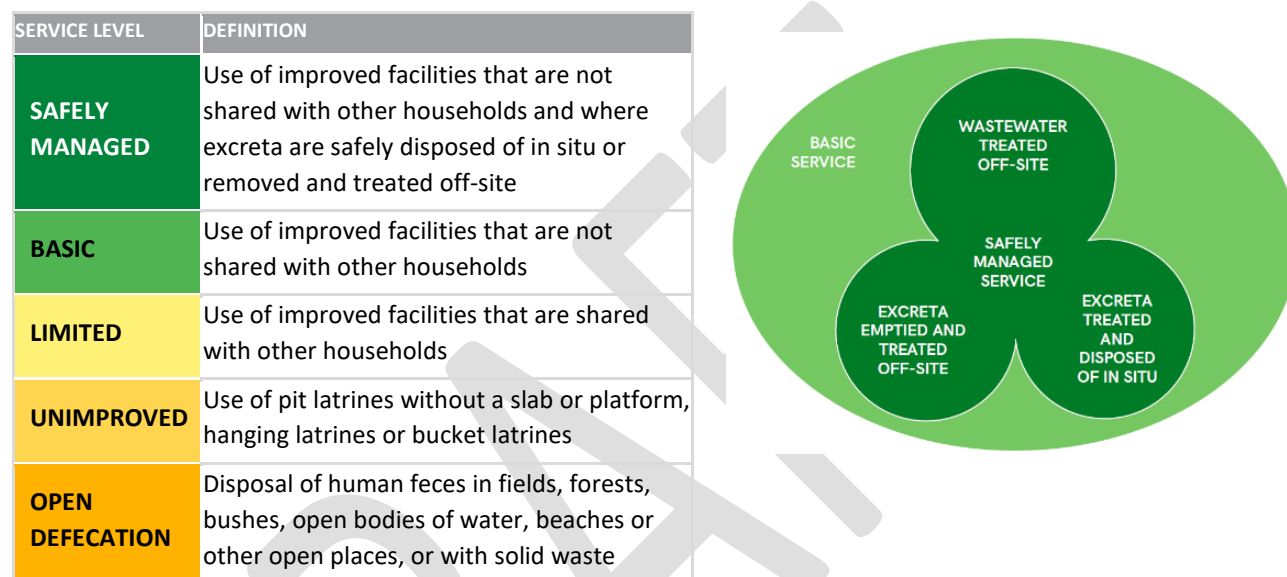 SERVICE LEVEL DEFINITION
SAFELY
MANAGED
Use of improved facilities that are not
shared with other households and where
excreta are safely disposed of in situ or
removed and treated off-site
BASIC
Use of improved facilities that are not
shared with other households
LIMITED
Use of improved facilities that are shared
with other households
UNIMPROVED
Use of pit latrines without a slab or platform,
hanging latrines or bucket latrines
OPEN
DEFECATION
Disposal of human feces in fields, forests,
bushes, open bodies of water, beaches or
other open places, or with solid waste
BASIC
SERVICE
WASTEWATER
TREATED
OFF-SITE
SAFELY
MANAGED
SERVICE
EXCRETA
EMPTIED AND
TREATED
OFF-SITE
EXCRETA
TREATED
AND
DISPOSED
OF IN SITU